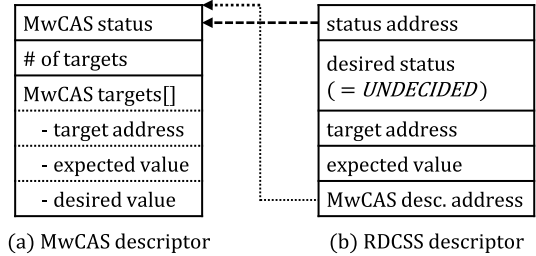 MwCAS status
# of targets
MwCAS targets[]
- target address
- expected value
- desired value
(a) MwCAS descriptor
status address
desired status
( = UNDECIDED )
target address
expected value
MwCAS desc. address
(b) RDCSS descriptor